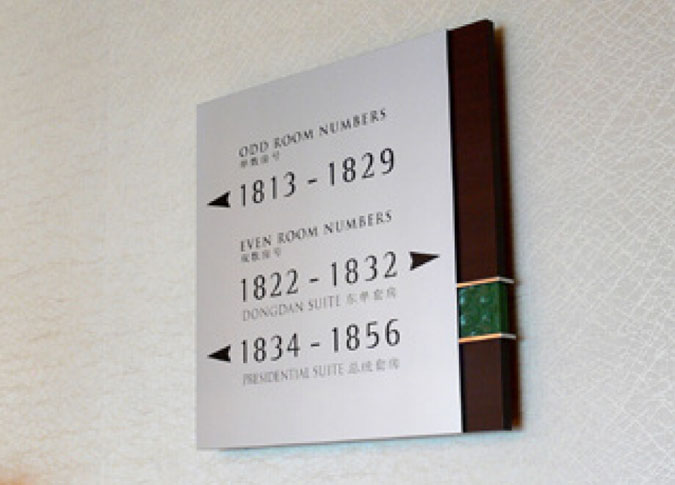 ODD ROOM NUMBERS
单数房号
1813 - 1829
EVEN ROOM NUMBERS
双数房号
1822 - 1832
DONGDAN SUITE 东单套房
1834 - 1856
PRESIDENTIAL SUITE 总统套房